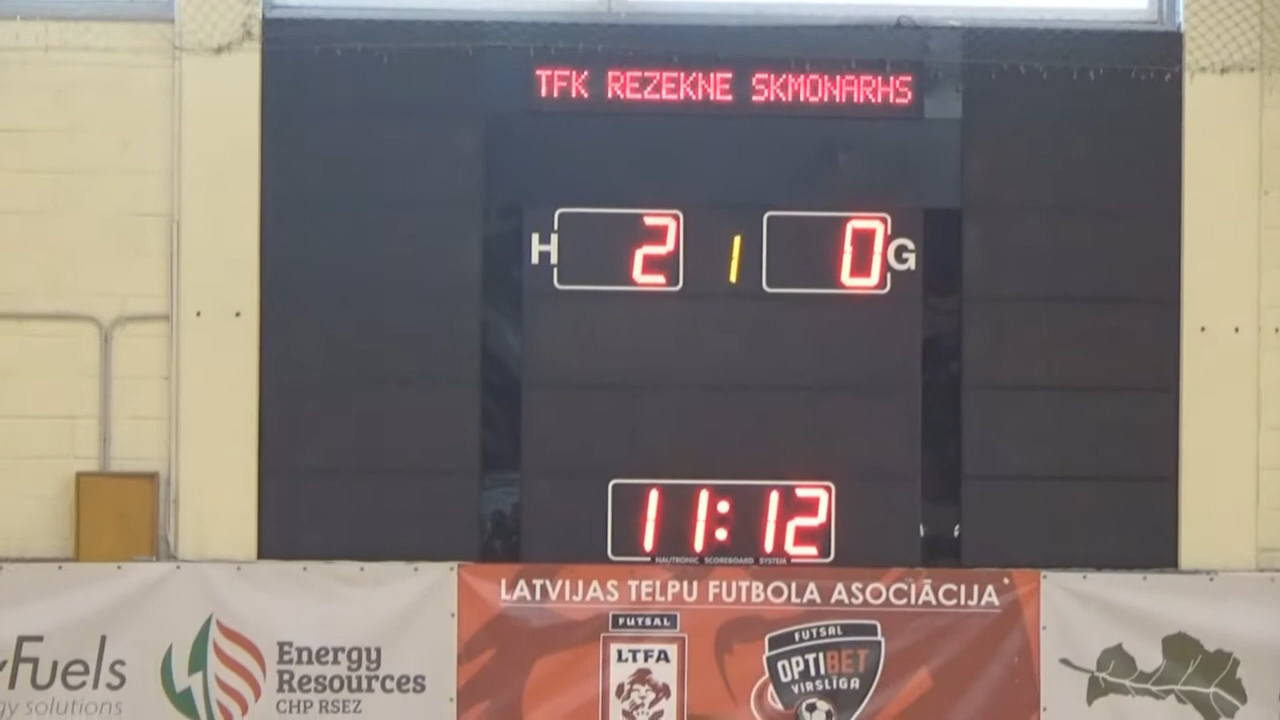 TFK REZEKNE SKMONARHS
H 2 1 0 G
11:12
NAUTRONIC SCOREBOARD SYSTEM
LATVIJAS TELPU FUTBOLA ASOCIĀCIJA
Fuels
solutions
Energy
Resources
CHP RSEZ
FUTSAL
LTFA
FUTSAL
OPTIBET
VIRSLĪGA